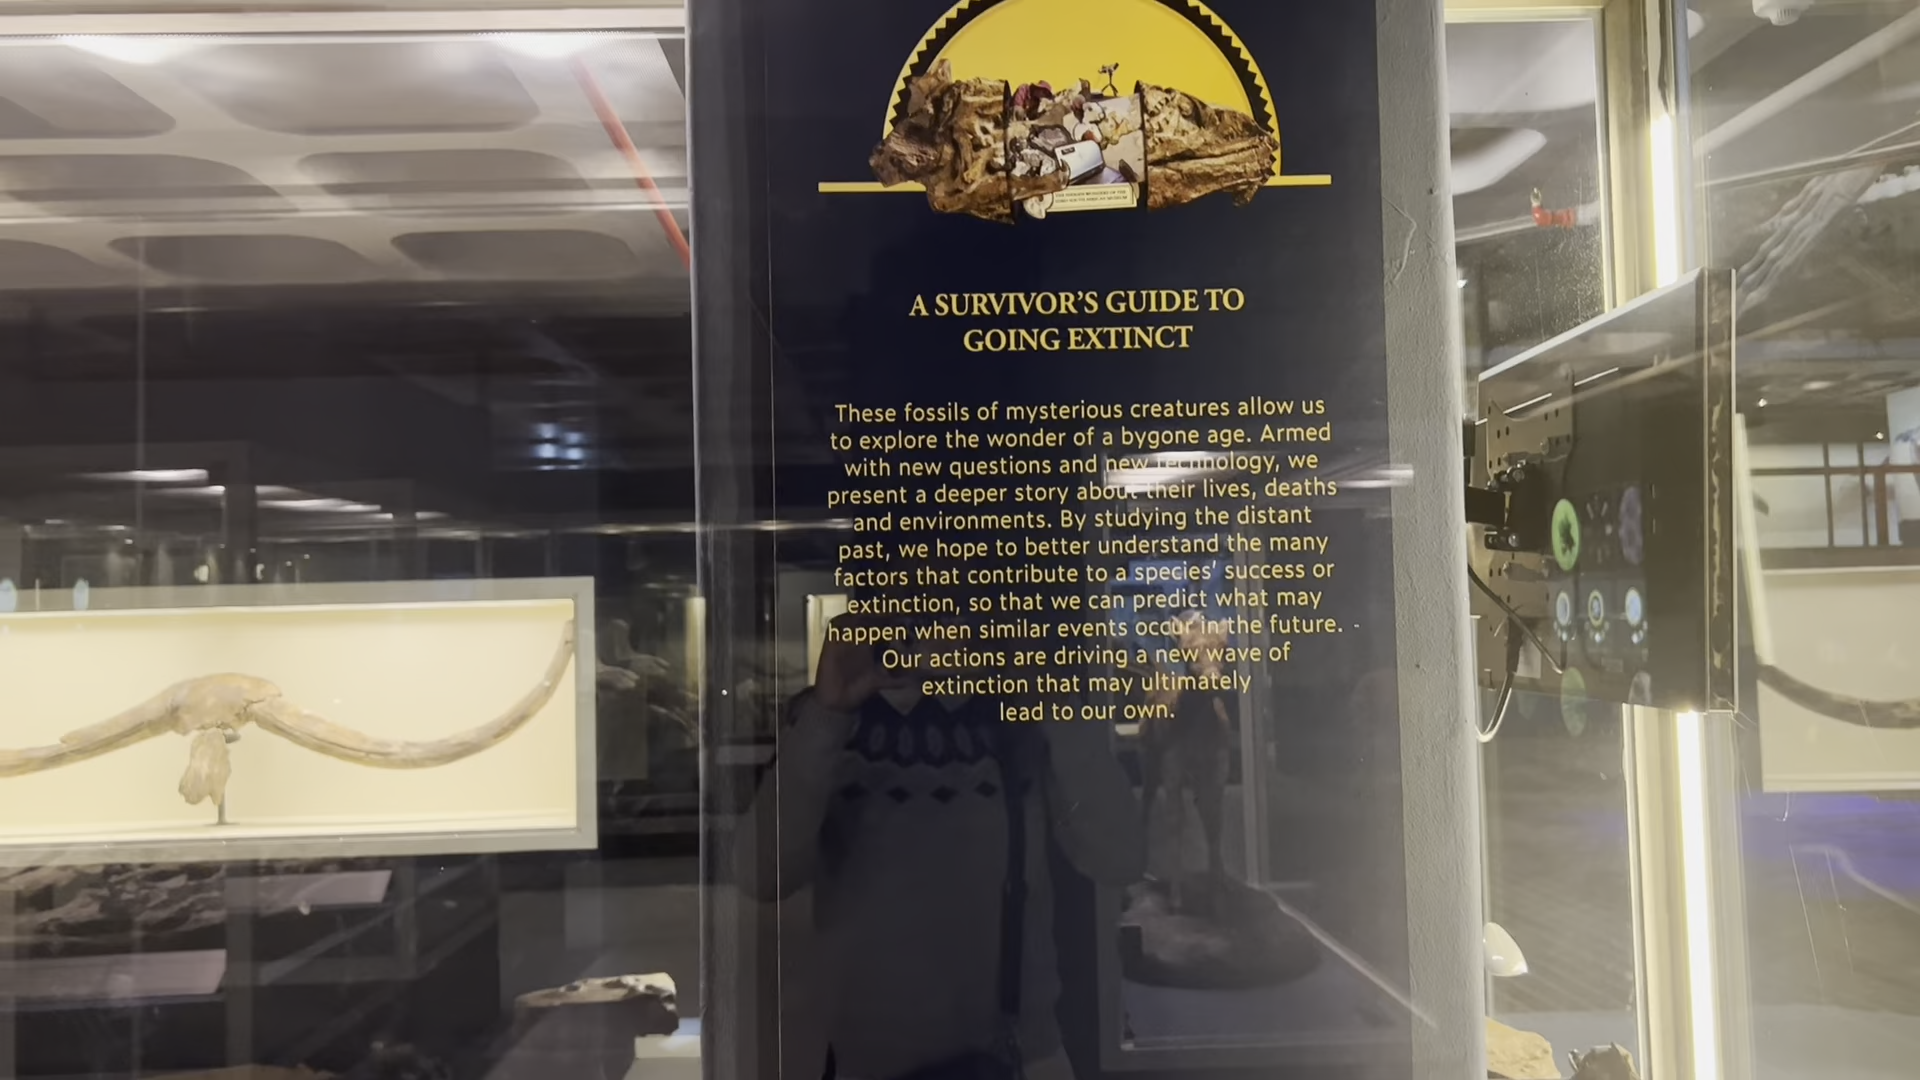 A SURVIVOR'S GUIDE TO
GOING EXTINCT
These fossils of mysterious creatures allow us
to explore the wonder of a bygone age. Armed
with new questions and new technology, we
present a deeper story about their lives, deaths
and environments. By studying the distant
past, we hope to better understand the many
factors that contribute to a species' success or
extinction, so that we can predict what may
happen when similar events occur in the future. -
Our actions are driving a new wave of
extinction that may ultimately
lead to our own.